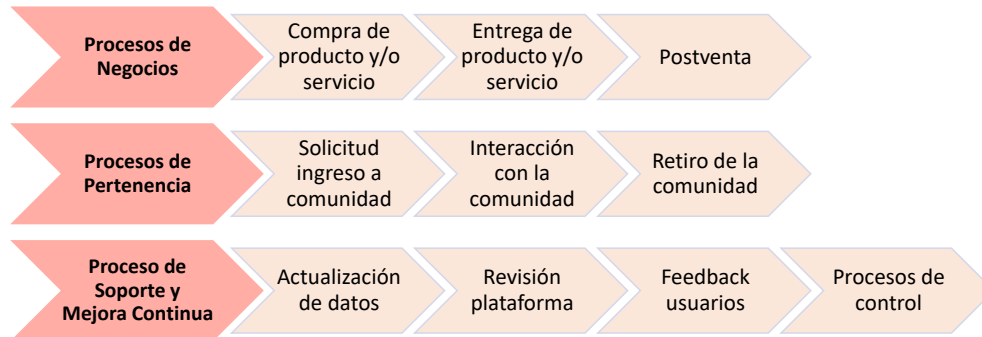 Procesos de
Negocios
Compra de
producto y/o
servicio
Entrega de
producto y/o
servicio
Postventa
Procesos de
Pertenencia
Solicitud
ingreso a
comunidad
Interacción
con la
comunidad
Retiro de la
comunidad
Proceso de
Soporte y
Mejora Continua
Actualización
de datos
Revisión
plataforma
Feedback
usuarios
Procesos de
control